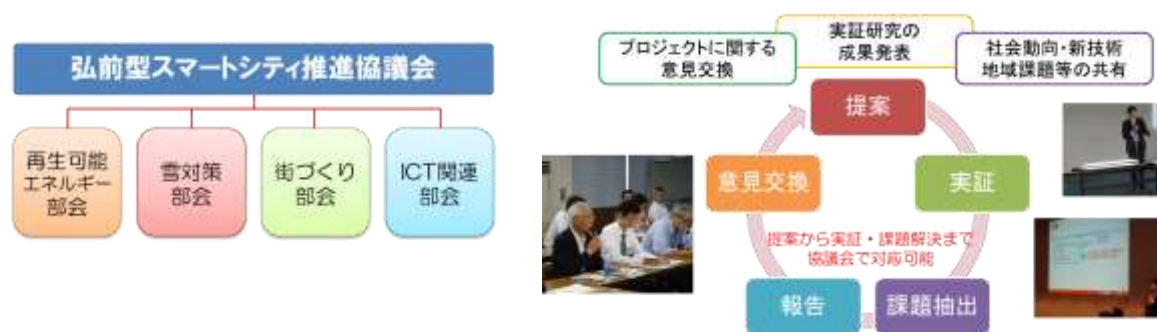 弘前型スマートシティ推進協議会
再生可能
エネルギー
部会
雪対策
部会
街づくり
部会
ICT関連
部会
プロジェクトに関する
意見交換
実証研究の
成果発表
社会動向・新技術
地域課題等の共有
提案
意見交換
実証
提案から実証・課題解決まで
協議会で対応可能
報告
課題抽出